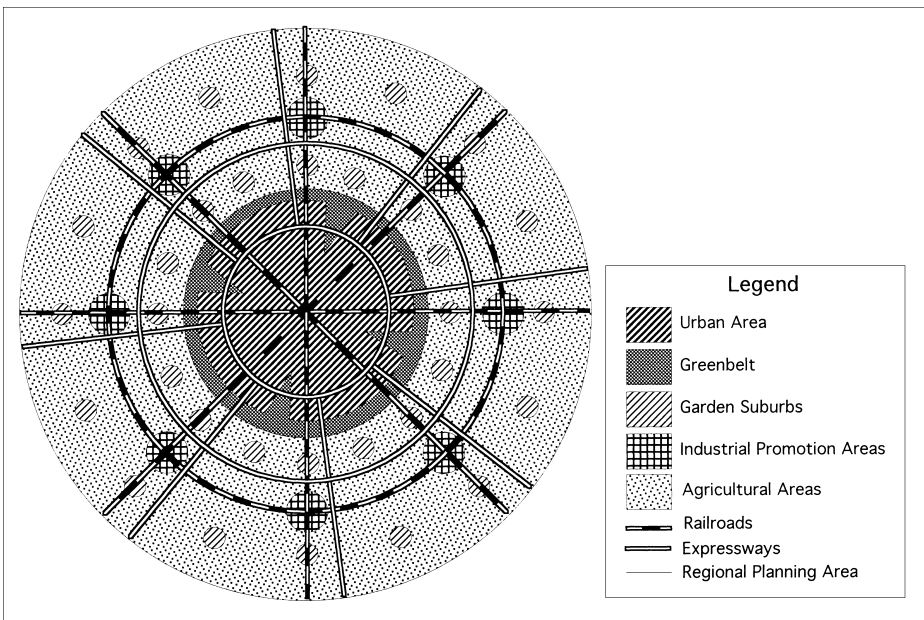 Legend
Urban Area
Greenbelt
Garden Suburbs
Industrial Promotion Areas
Agricultural Areas
Railroads
Expressways
Regional Planning Area